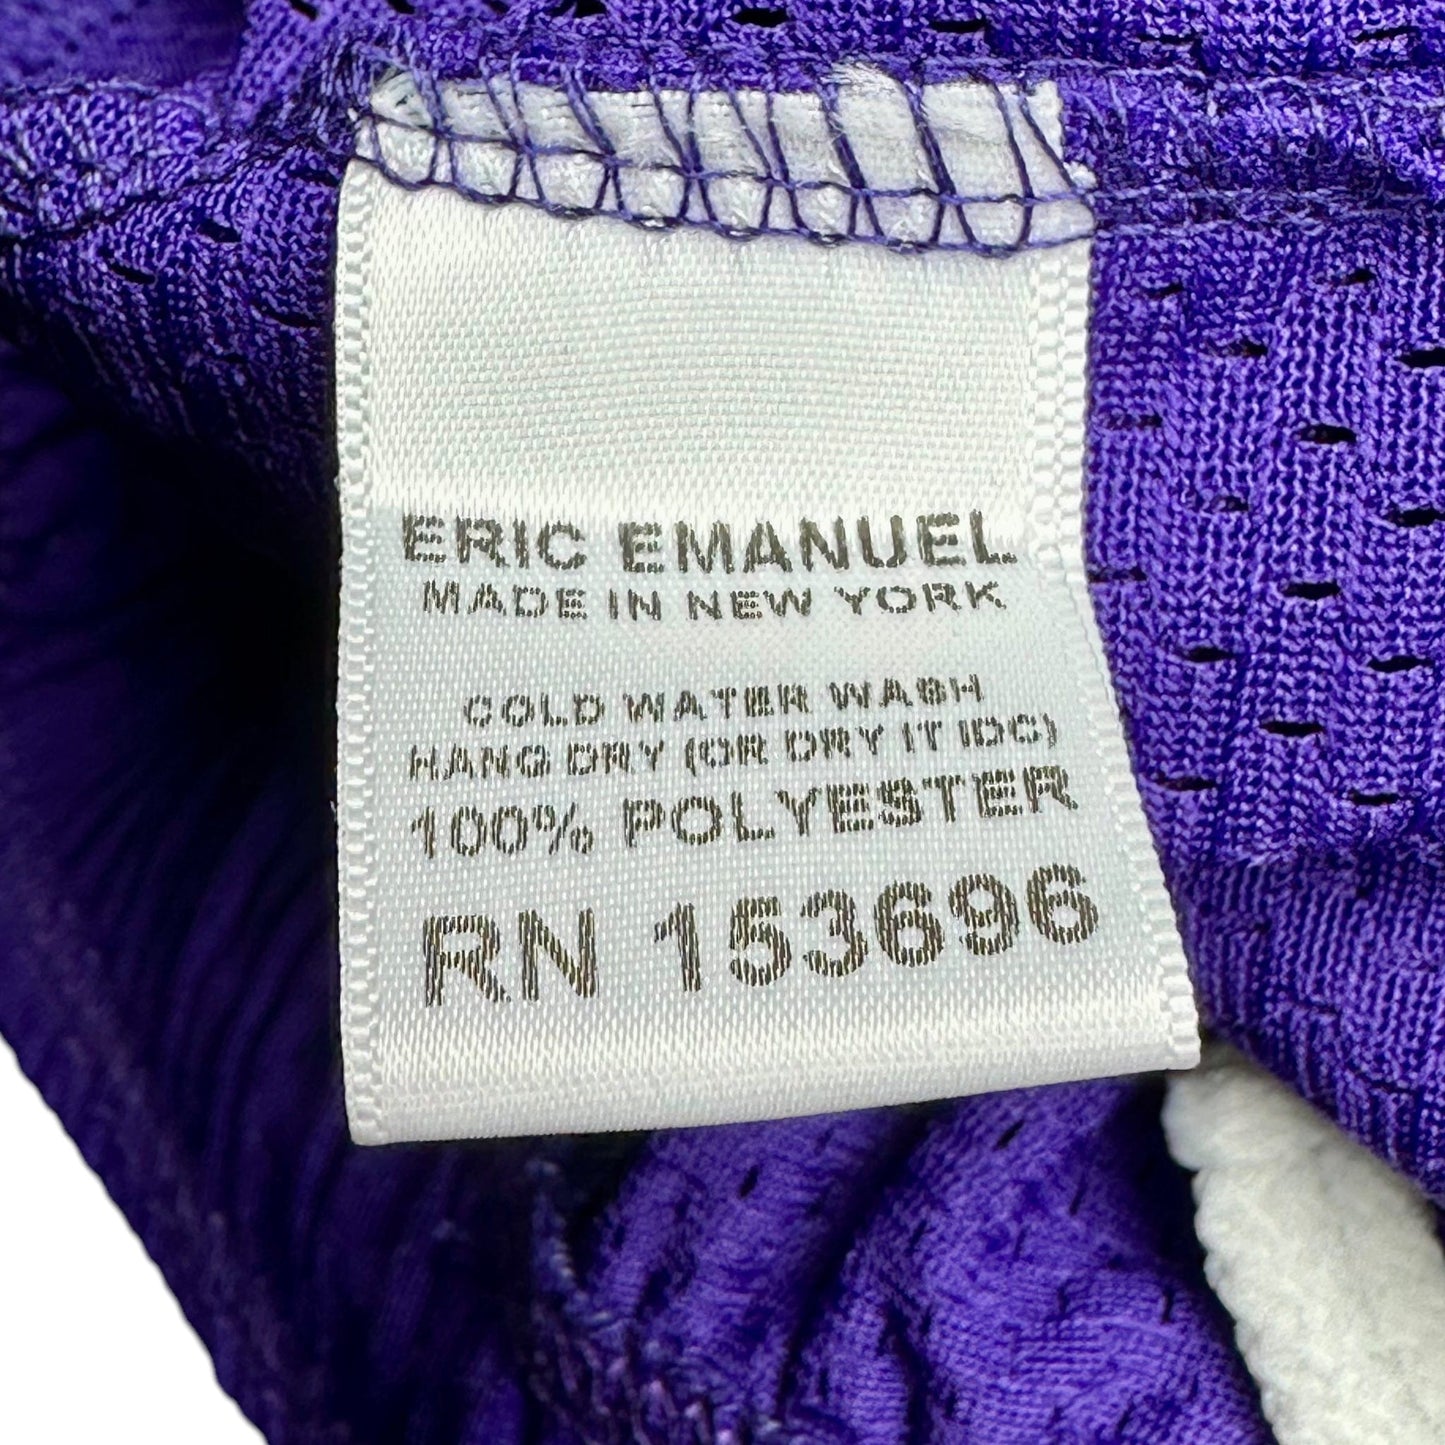 ERIC EMANUEL
MADE IN NEW YORK
COLD WATER WASH
HANG DRY (OR DRY IT IDC)
100% POLYESTER
RN 153696